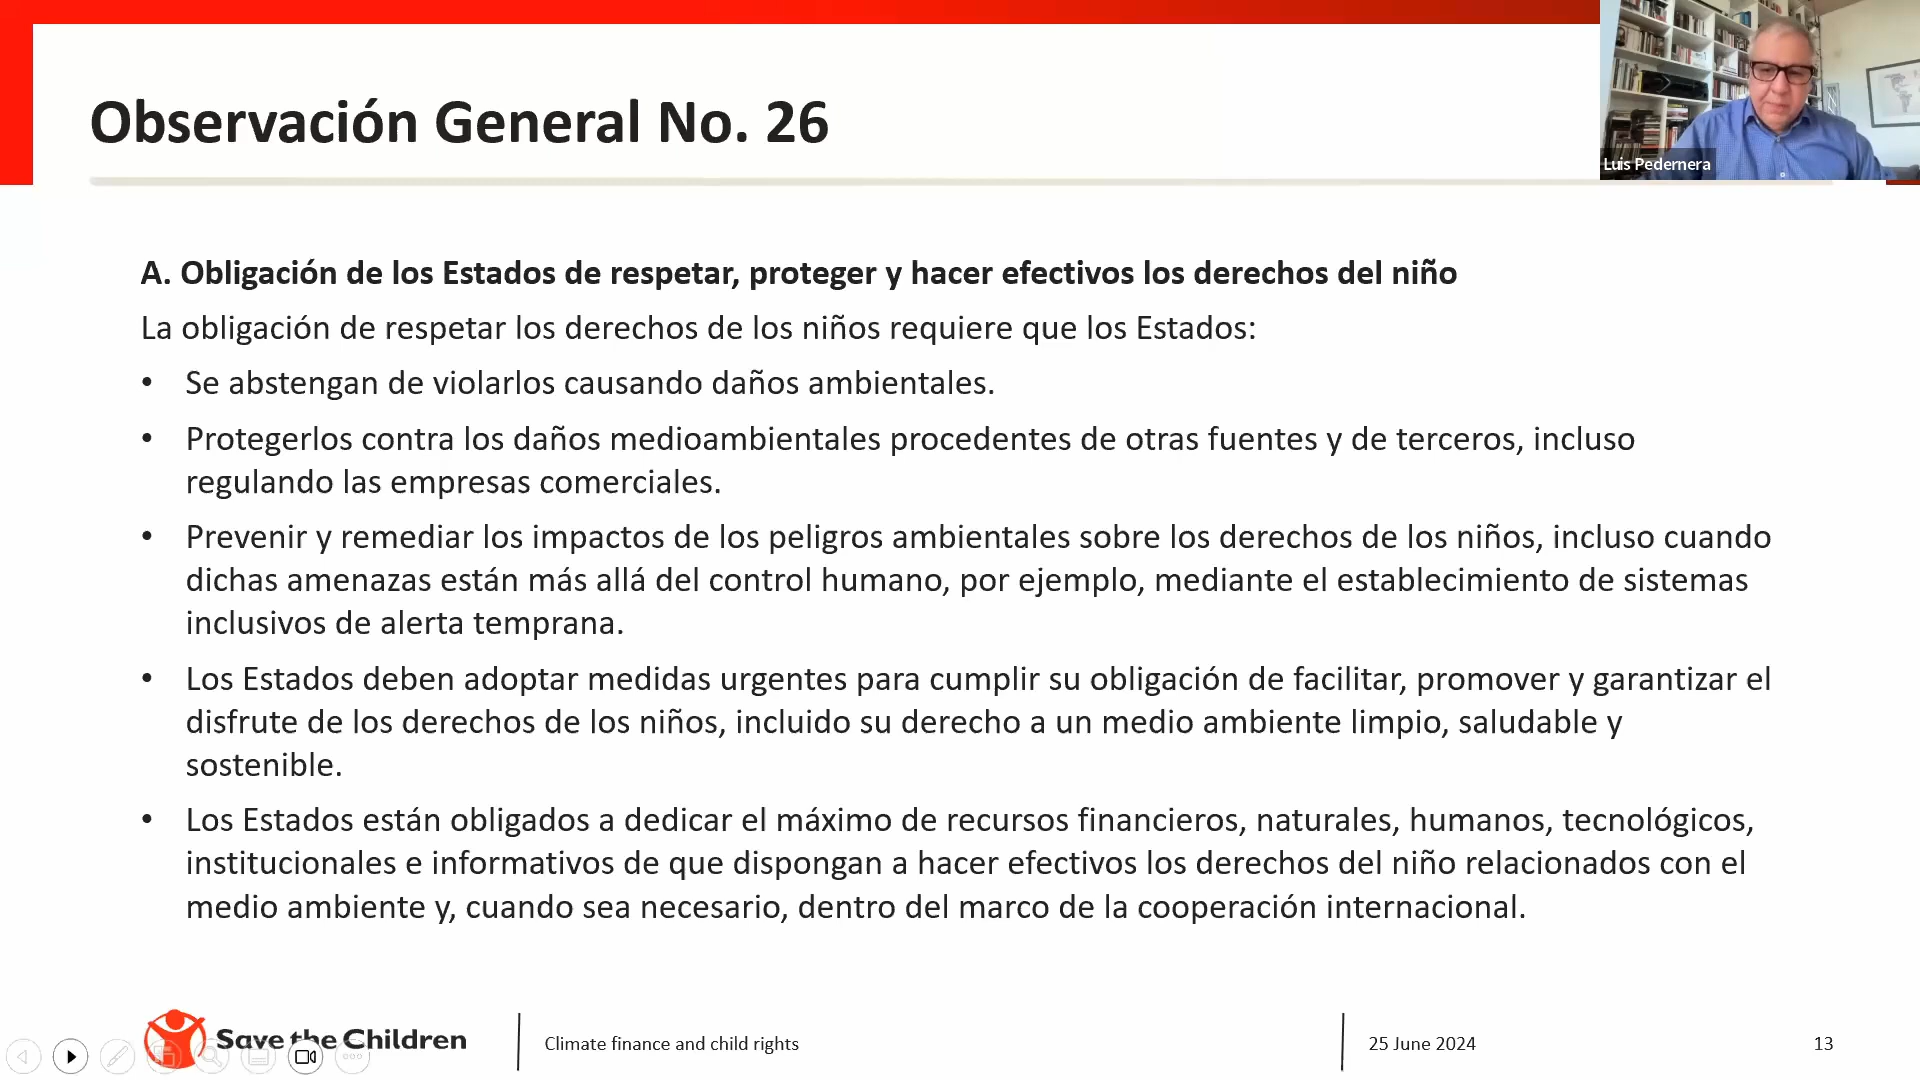 Observación General No. 26
Luis Pedernera
A. Obligación de los Estados de respetar, proteger y hacer efectivos los derechos del niño
La obligación de respetar los derechos de los niños requiere que los Estados:
• Se abstengan de violarlos causando daños ambientales.
• Protegerlos contra los daños medioambientales procedentes de otras fuentes y de terceros, incluso
regulando las empresas comerciales.
• Prevenir y remediar los impactos de los peligros ambientales sobre los derechos de los niños, incluso cuando
dichas amenazas están más allá del control humano, por ejemplo, mediante el establecimiento de sistemas
inclusivos de alerta temprana.
• Los Estados deben adoptar medidas urgentes para cumplir su obligación de facilitar, promover y garantizar el
disfrute de los derechos de los niños, incluido su derecho a un medio ambiente limpio, saludable y
sostenible.
• Los Estados están obligados a dedicar el máximo de recursos financieros, naturales, humanos, tecnológicos,
institucionales e informativos de que dispongan a hacer efectivos los derechos del niño relacionados con el
medio ambiente y, cuando sea necesario, dentro del marco de la cooperación internacional.
Save the Children
Climate finance and child rights
25 June 2024
13